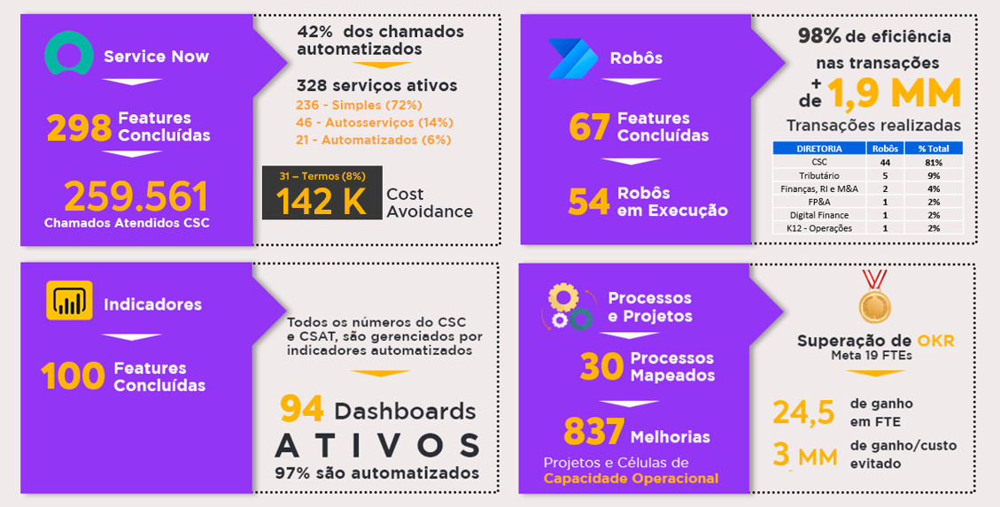 Service Now
298 Features
Concluídas
259.561
Chamados Atendidos CSC
42% dos chamados
automatizados
328 serviços ativos
236 - Simples (72%)
46 - Autosserviços (14%)
21 - Automatizados (6%)
31 – Termos (8%)
142 K Cost
Avoidance
Robôs
67 Features
Concluídas
54 Robôs
em Execução
98% de eficiência
nas transações
+
de 1,9 MM
Transações realizadas
DIRETORIA Robôs % Total
CSC 44 81%
Tributário 5 9%
Finanças, RI e M&A 2 4%
FP&A 1 2%
Digital Finance 1 2%
K12 - Operações 1 2%
Indicadores
100 Features
Concluídas
Todos os números do CSC
e CSAT, são gerenciados por
indicadores automatizados
94 Dashboards
ATIVOS
97% são automatizados
Processos
e Projetos
30 Processos
Mapeados
837 Melhorias
Projetos e Células de
Capacidade Operacional
Superação de OKR
Meta 19 FTEs
24,5 de ganho
em FTE
3 MM de ganho/custo
evitado